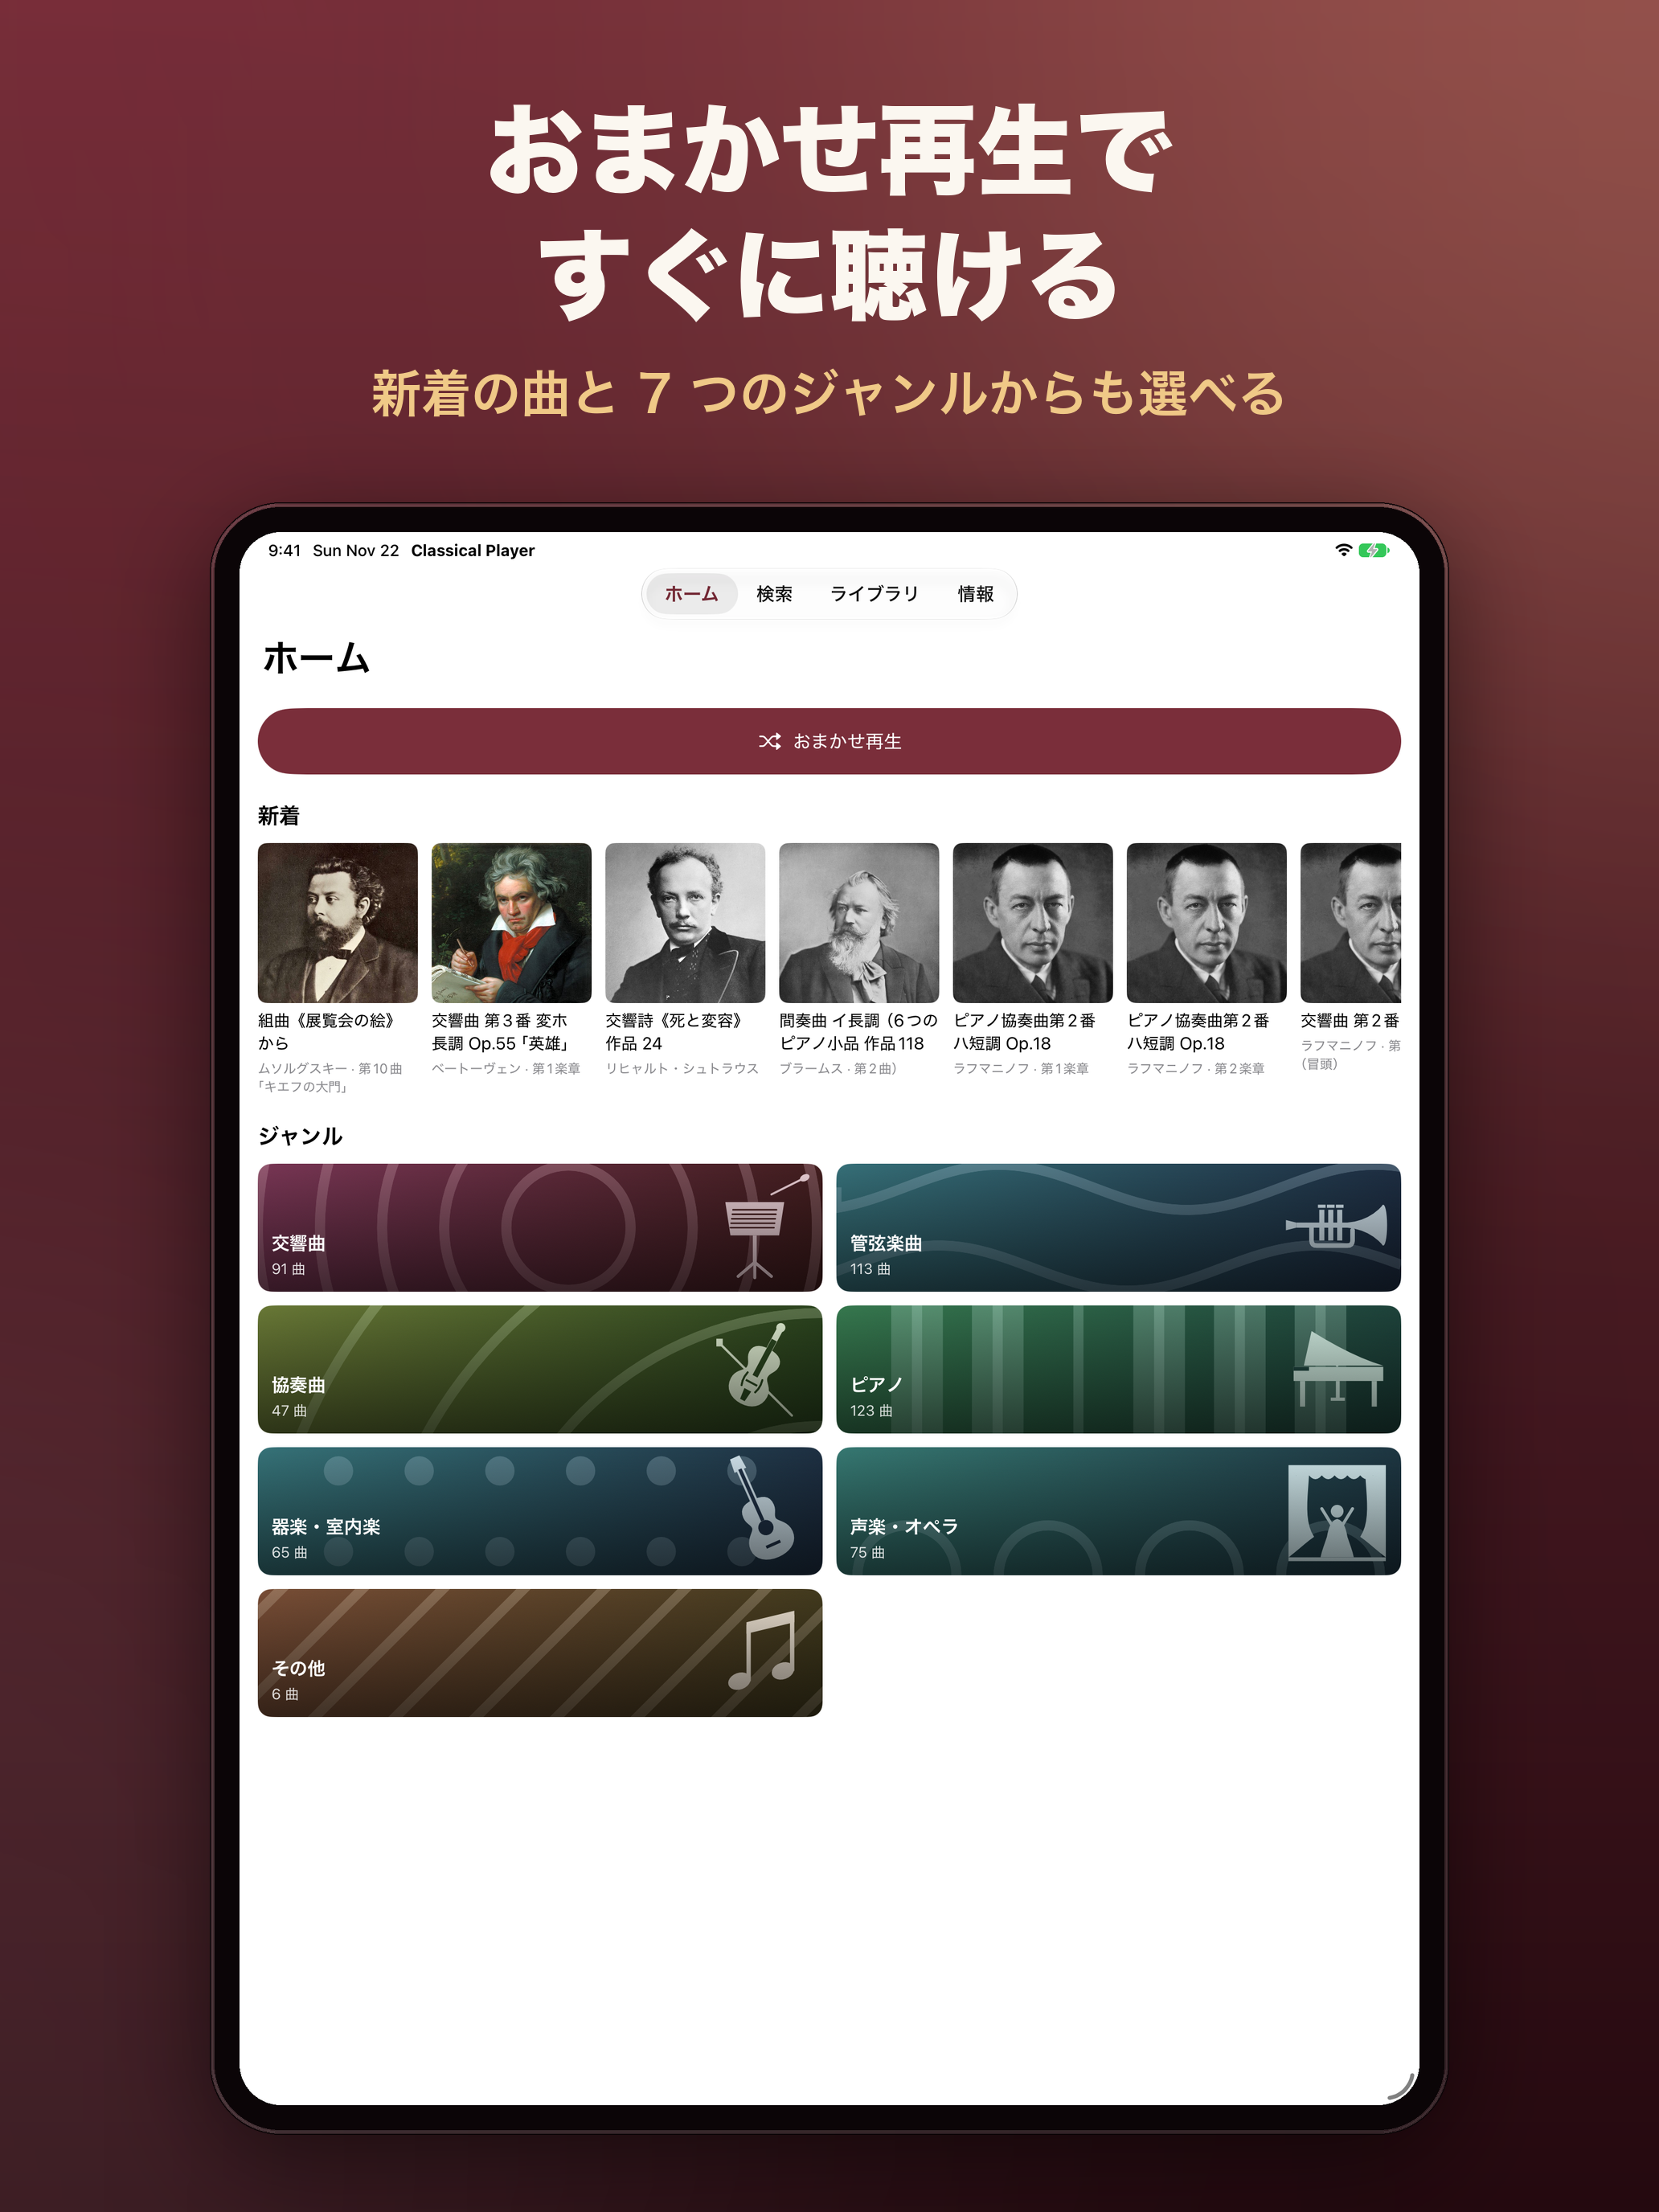 おまかせ再生で
すぐに聴ける
新着の曲と 7 つのジャンルからも選べる
9:41 Sun Nov 22 Classical Player
ホーム 検索 ライブラリ 情報
ホーム
おまかせ再生
新着
組曲《展覧会の絵》
から
ムソルグスキー · 第10曲
「キエフの大門」
交響曲 第3番 変ホ
長調 Op.55「英雄」
ベートーヴェン · 第1楽章
交響詩《死と変容》
作品 24
リヒャルト・シュトラウス
間奏曲 イ長調（6つの
ピアノ小品 作品118
ブラームス · 第2曲）
ピアノ協奏曲第2番
ハ短調 Op.18
ラフマニノフ · 第1楽章
ピアノ協奏曲第2番
ハ短調 Op.18
ラフマニノフ · 第2楽章
交響曲 第2番
ラフマニノフ · 第
（冒頭）
ジャンル
交響曲
91 曲
管弦楽曲
113 曲
協奏曲
47 曲
ピアノ
123 曲
器楽・室内楽
65 曲
声楽・オペラ
75 曲
その他
6 曲